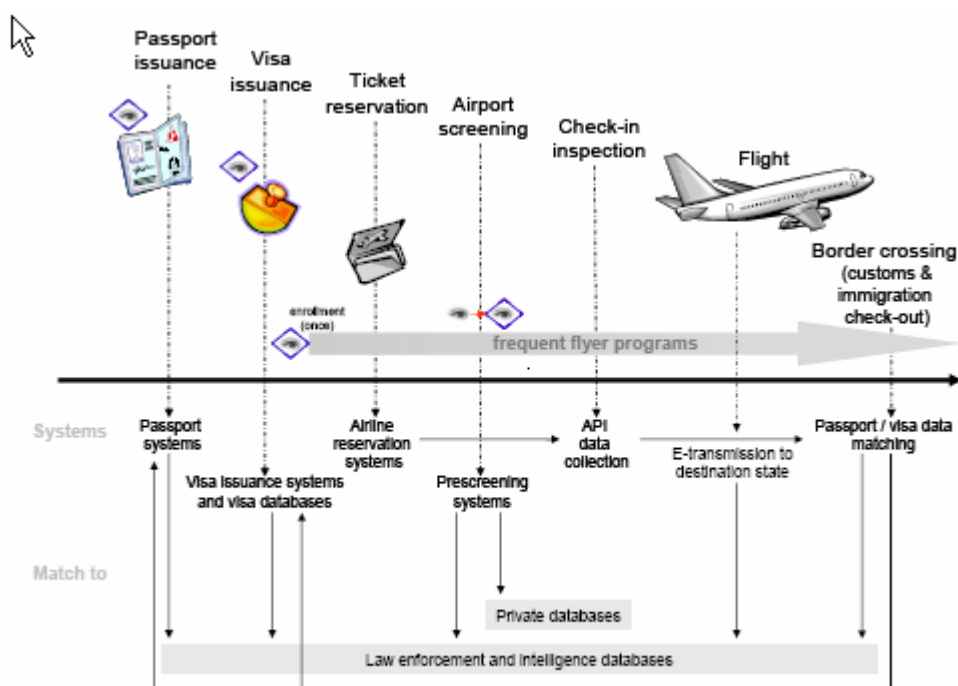 Passport
issuance
Visa
issuance
Ticket
reservation
Airport
screening
Check-in
inspection
Flight
Border crossing
(customs &
immigration
check-out)
enrollment
(once)
frequent flyer programs
Systems
Passport
systems
Airline
reservation
systems
API
data
collection
E-transmission to
destination state
Passport / visa data
matching
Visa issuance systems
and visa databases
Prescreening
systems
Match to
Private databases
Law enforcement and intelligence databases